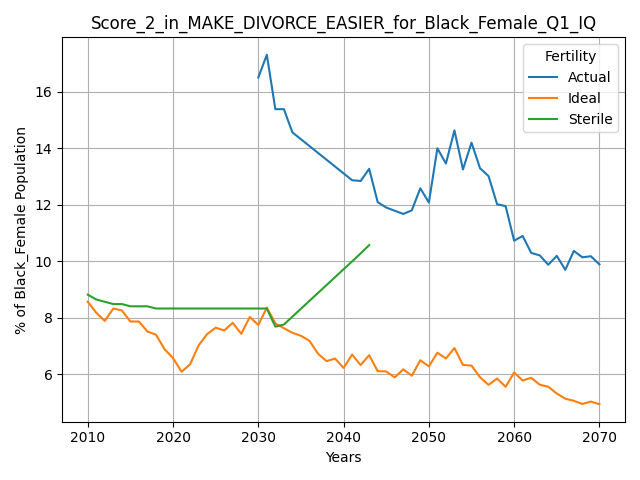 Score_2_in_MAKE_DIVORCE_EASIER_for_Black_Female_Q1_IQ
Fertility
Actual
Ideal
Sterile
% of Black_Female Population
16
14
12
10
8
6
2010 2020 2030 2040 2050 2060 2070
Years